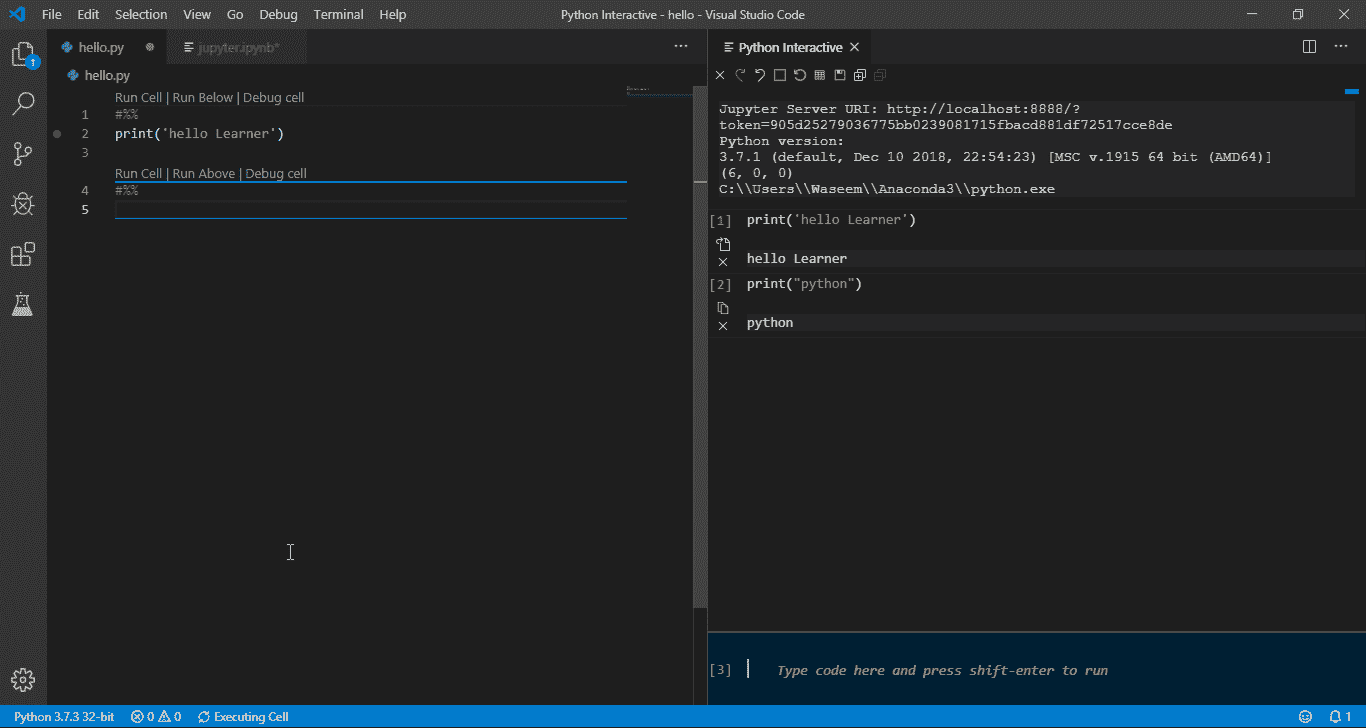 File Edit Selection View Go Debug Terminal Help
Python Interactive - hello - Visual Studio Code
hello.py
jupyter.ipynb*
hello.py
Run Cell | Run Below | Debug cell
1 #%%
2 print('hello Learner')
3
Run Cell | Run Above | Debug cell
4 #%%
5
Python Interactive
Jupyter Server URI: http://localhost:8888/?
token=905d25279036775bb0239081715fbacd881df72517cce8de
Python version:
3.7.1 (default, Dec 10 2018, 22:54:23) [MSC v.1915 64 bit (AMD64)]
(6, 0, 0)
C:\\Users\\Waseem\\Anaconda3\\python.exe
[1] print('hello Learner')
hello Learner
[2] print("python")
python
[3] Type code here and press shift-enter to run
1
Python 3.7.3 32-bit 0 0 Executing Cell 1